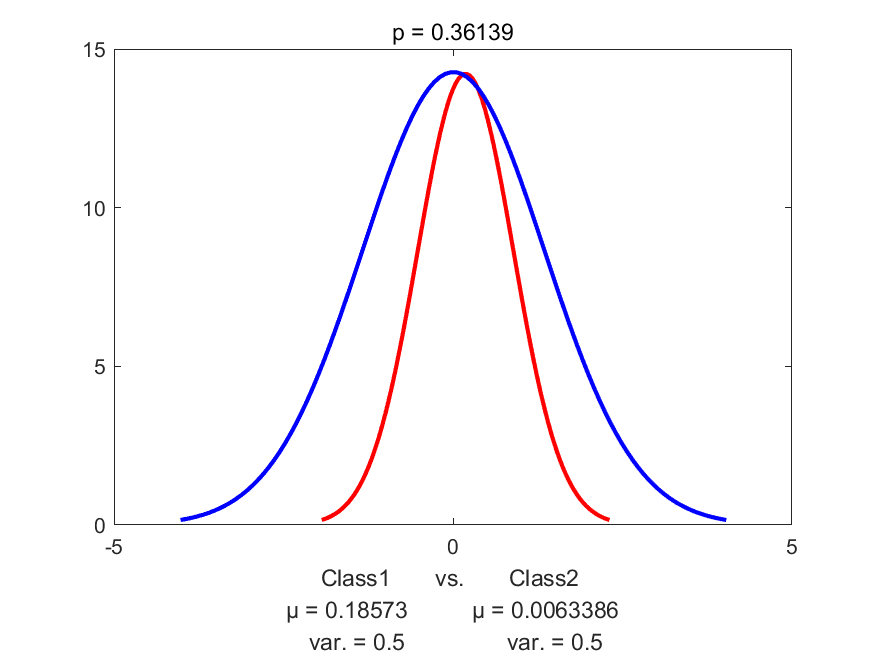 p = 0.36139
15
10
5
0
-5 0 5
Class1 vs. Class2
μ = 0.18573 μ = 0.0063386
var. = 0.5 var. = 0.5